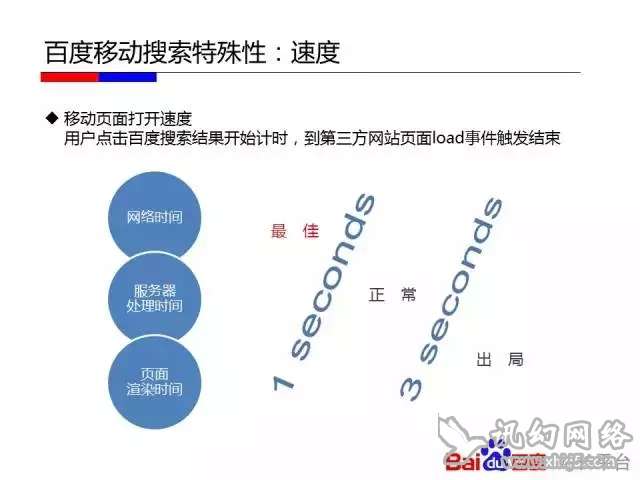 百度移动搜索特殊性：速度
◆ 移动页面打开速度
用户点击百度搜索结果开始计时，到第三方网站页面load事件触发结束
网络时间
服务器
处理时间
页面
渲染时间
最 佳
1 seconds
正 常
3 seconds
出 局
讯幻网络
Bai du 百度
平台